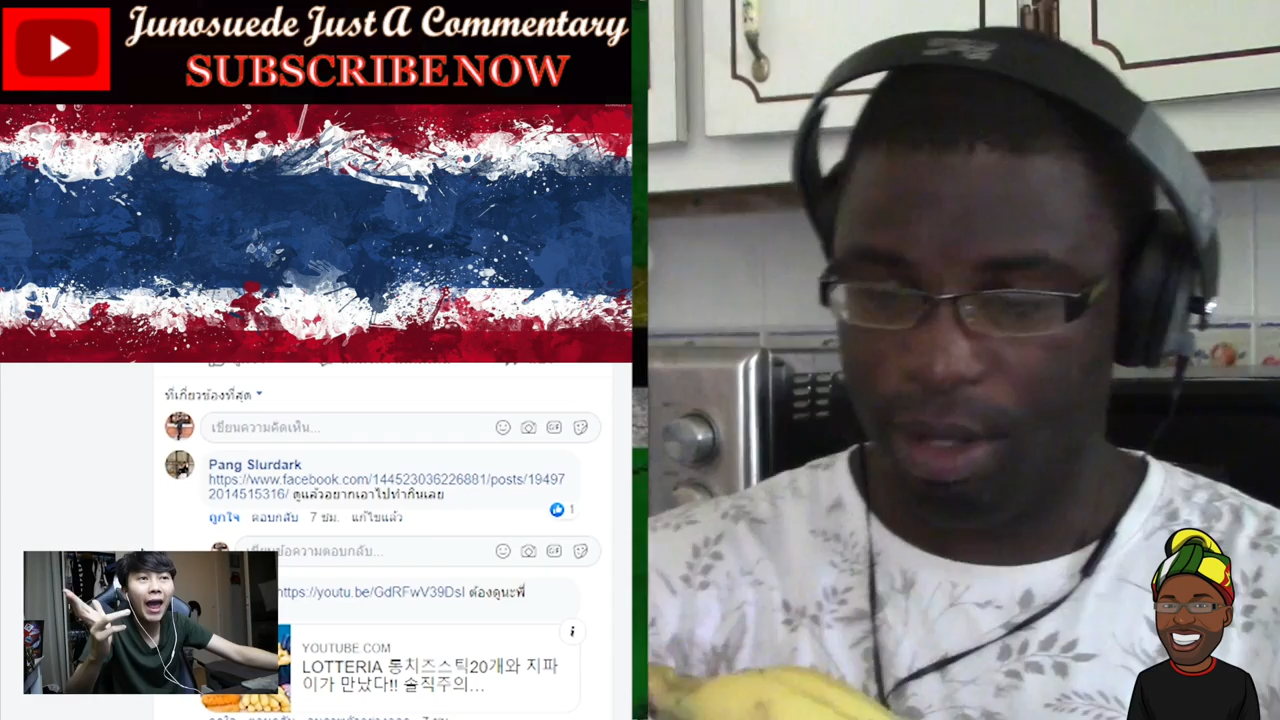 Junosuede Just A Commentary
SUBSCRIBE NOW
ที่เกี่ยวข้องที่สุด
เขียนความคิดเห็น...
Pang Slurdark
https://www.facebook.com/144523036226881/posts/19497
2014515316/ ดูแล้วอยากเอาไปทำกินเลย
1
ถูกใจ ตอบกลับ 7 ชม. แก้ไขแล้ว
เขียนข้อความตอบกลับ...
https://youtu.be/GdRFwV39DsI ต้องดูนะพี่
YOUTUBE.COM
LOTTERIA 통치즈스틱20개와 지파
이가 만났다!! 솔직주의...